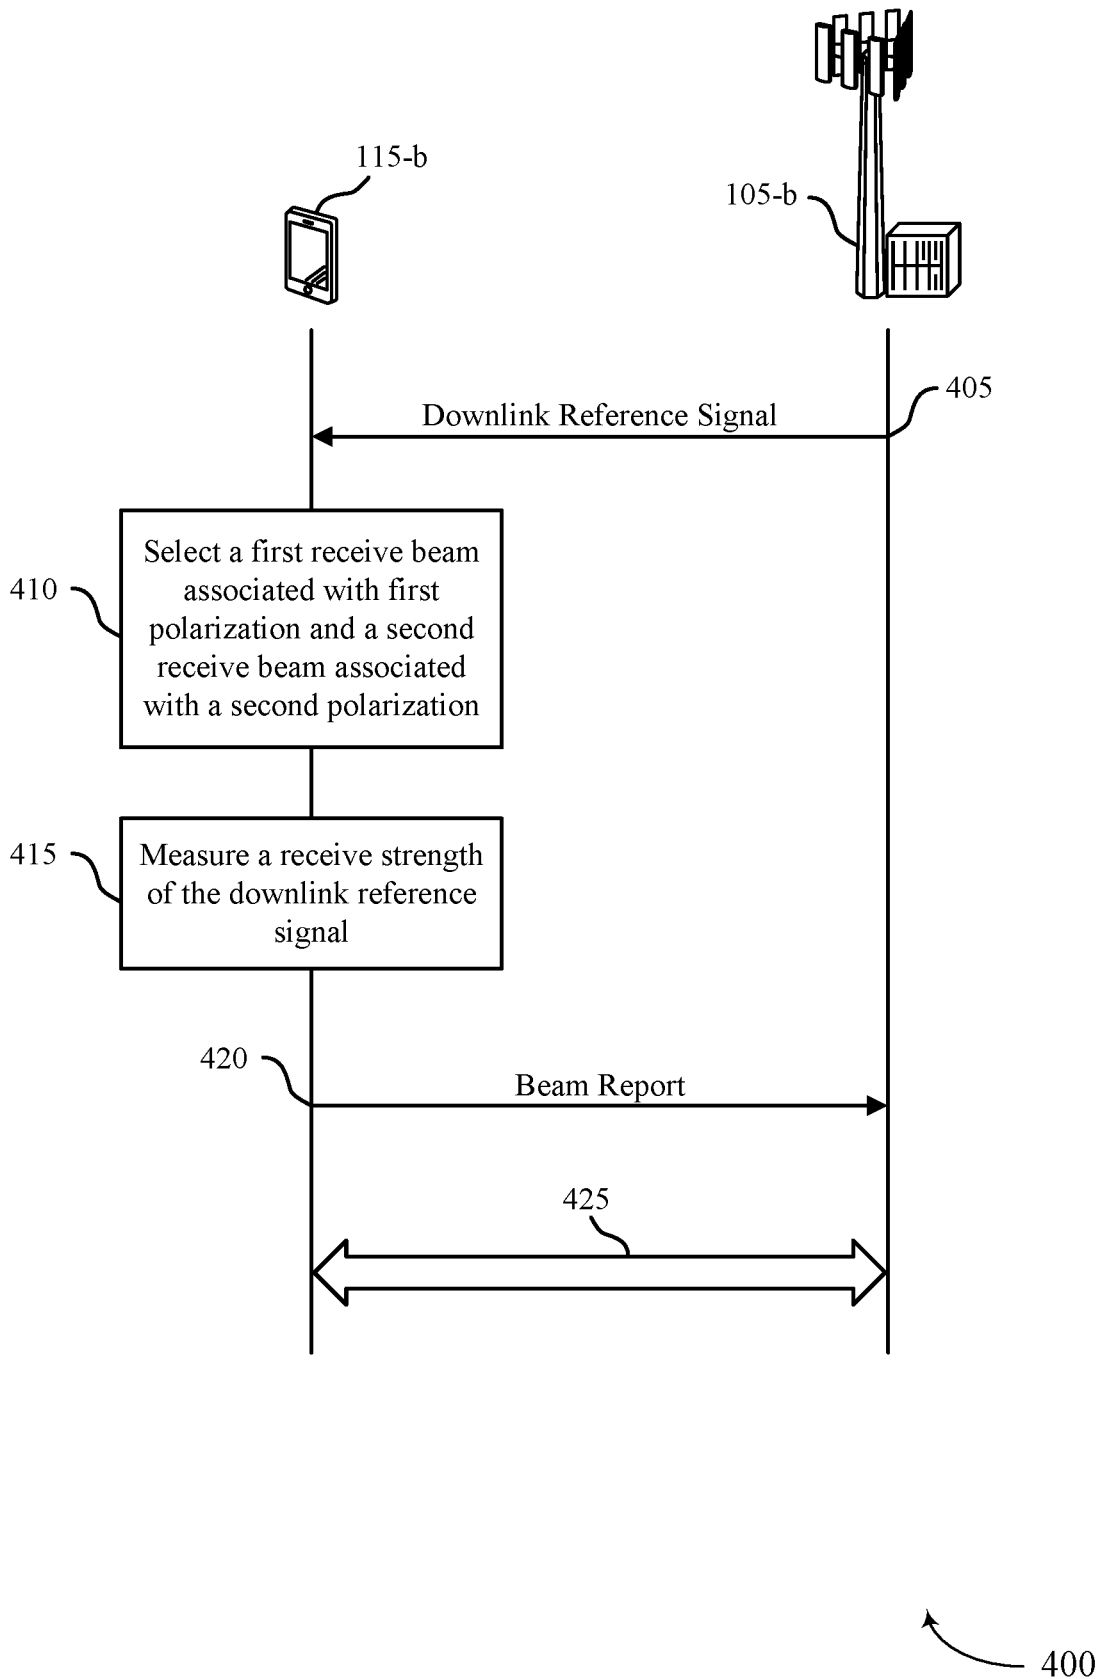 115-b
105-b
405
Downlink Reference Signal
410
Select a first receive beam
associated with first
polarization and a second
receive beam associated
with a second polarization
415
Measure a receive strength
of the downlink reference
signal
420
Beam Report
425
400